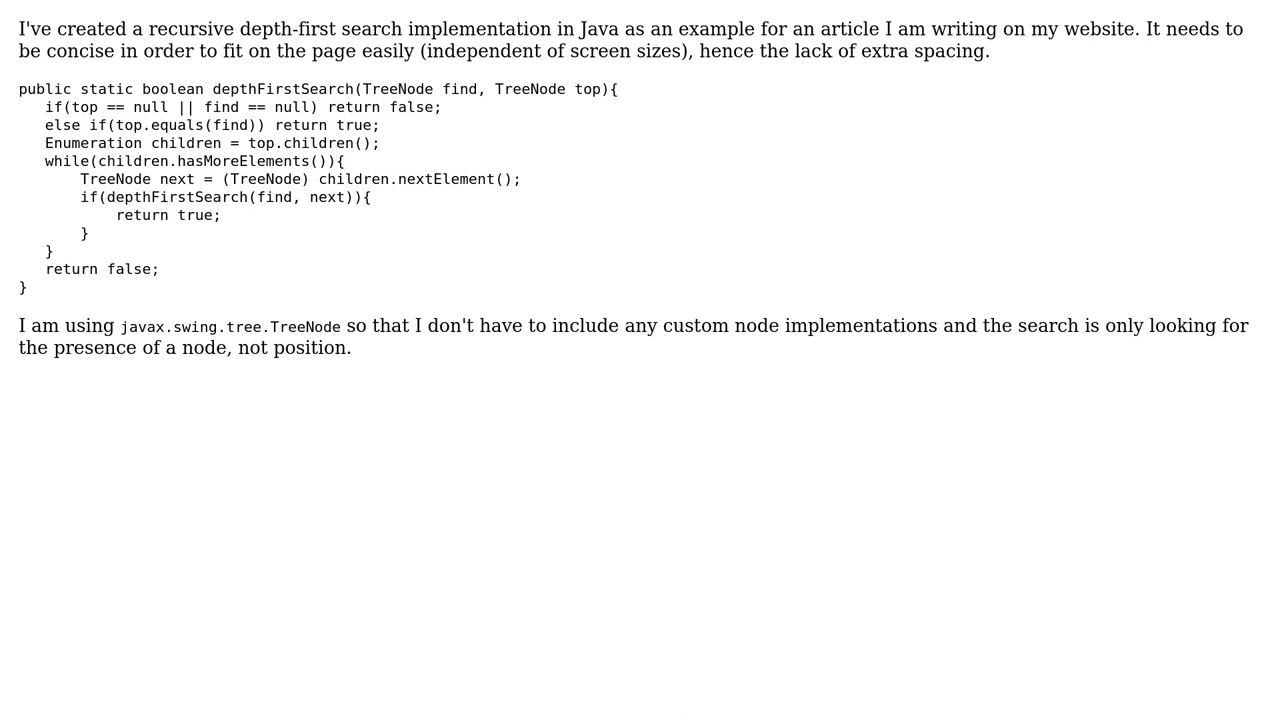 I've created a recursive depth-first search implementation in Java as an example for an article I am writing on my website. It needs to
be concise in order to fit on the page easily (independent of screen sizes), hence the lack of extra spacing.
public static boolean depthFirstSearch(TreeNode find, TreeNode top){
   if(top == null || find == null) return false;
   else if(top.equals(find)) return true;
   Enumeration children = top.children();
   while(children.hasMoreElements()){
       TreeNode next = (TreeNode) children.nextElement();
       if(depthFirstSearch(find, next)){
           return true;
       }
   }
   return false;
}
I am using javax.swing.tree.TreeNode so that I don't have to include any custom node implementations and the search is only looking for
the presence of a node, not position.